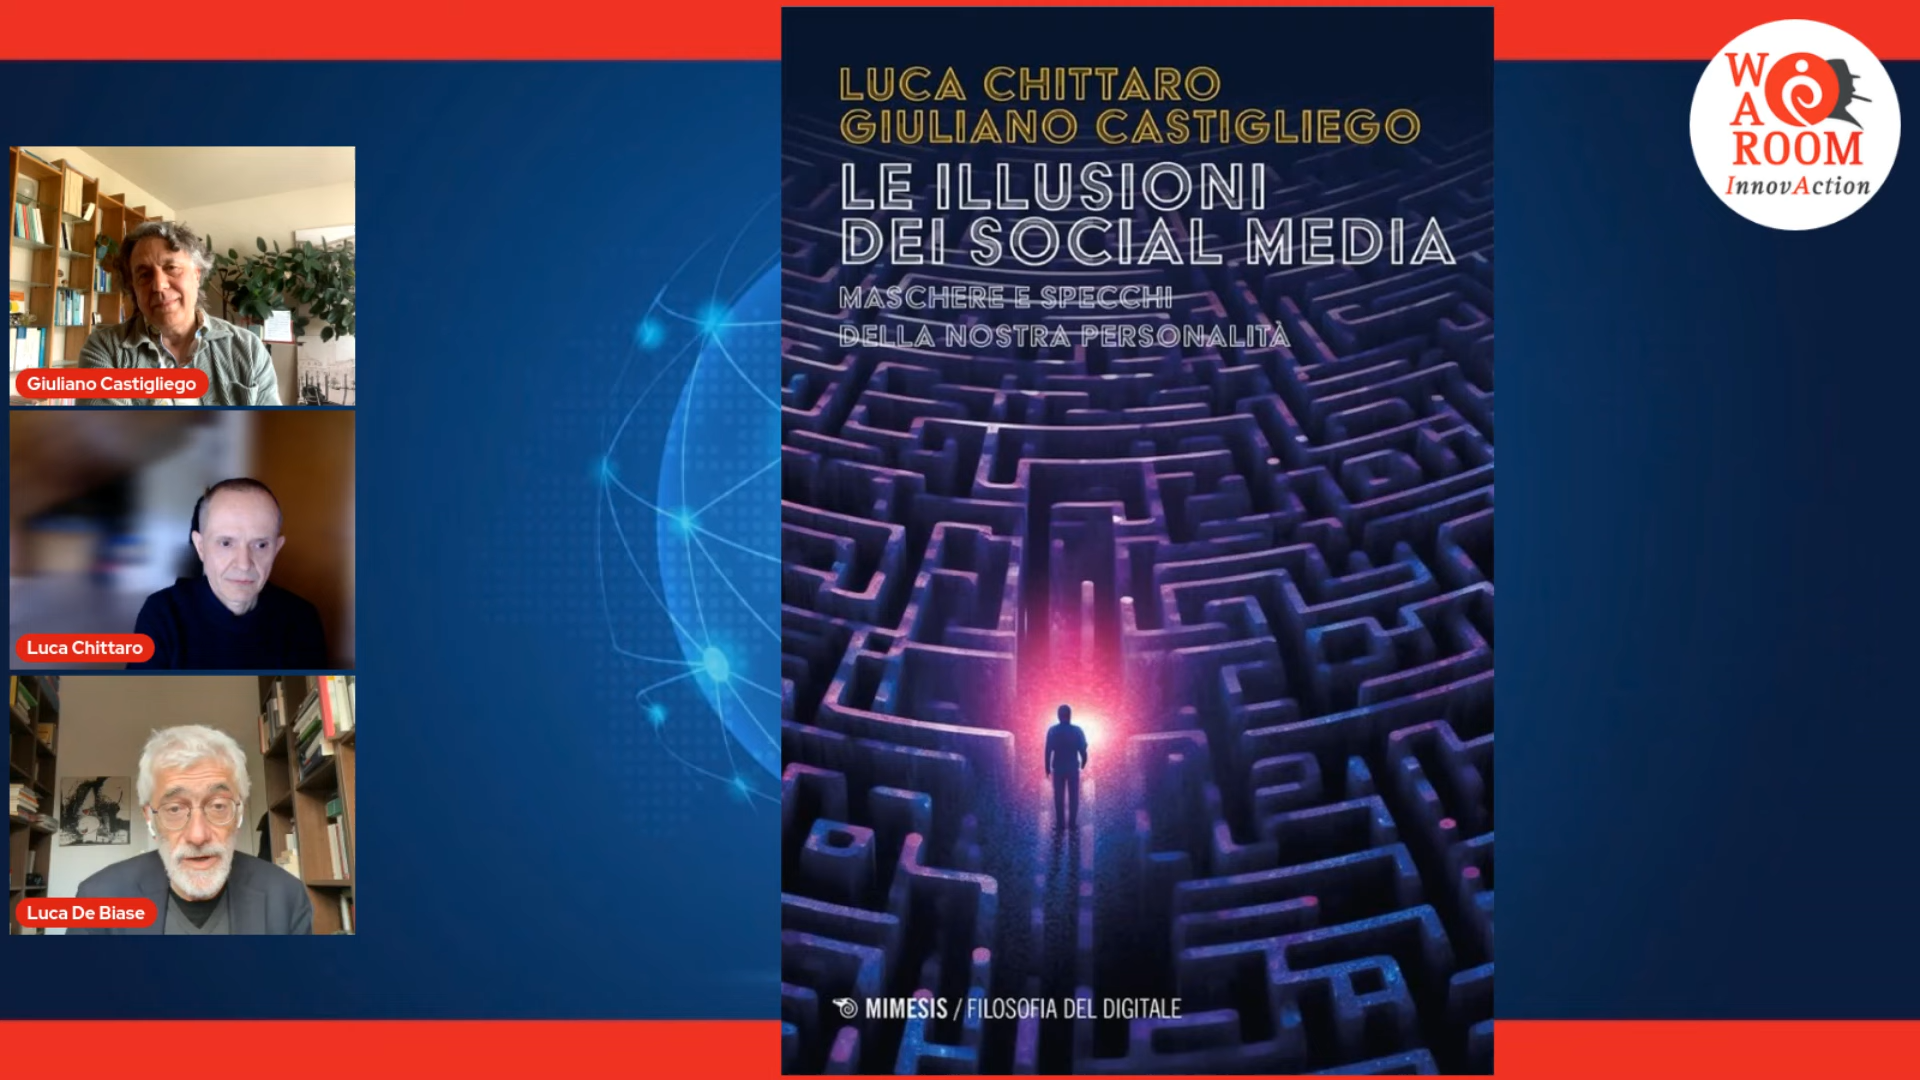 LUCA CHITTARO
GIULIANO CASTIGLIEGO
LE ILLUSIONI
DEI SOCIAL MEDIA
MASCHERE E SPECCHI
DELLA NOSTRA PERSONALITÀ
MIMESIS / FILOSOFIA DEL DIGITALE
WAR
ROOM
InnovAction
Giuliano Castigliego
Luca Chittaro
Luca De Biase